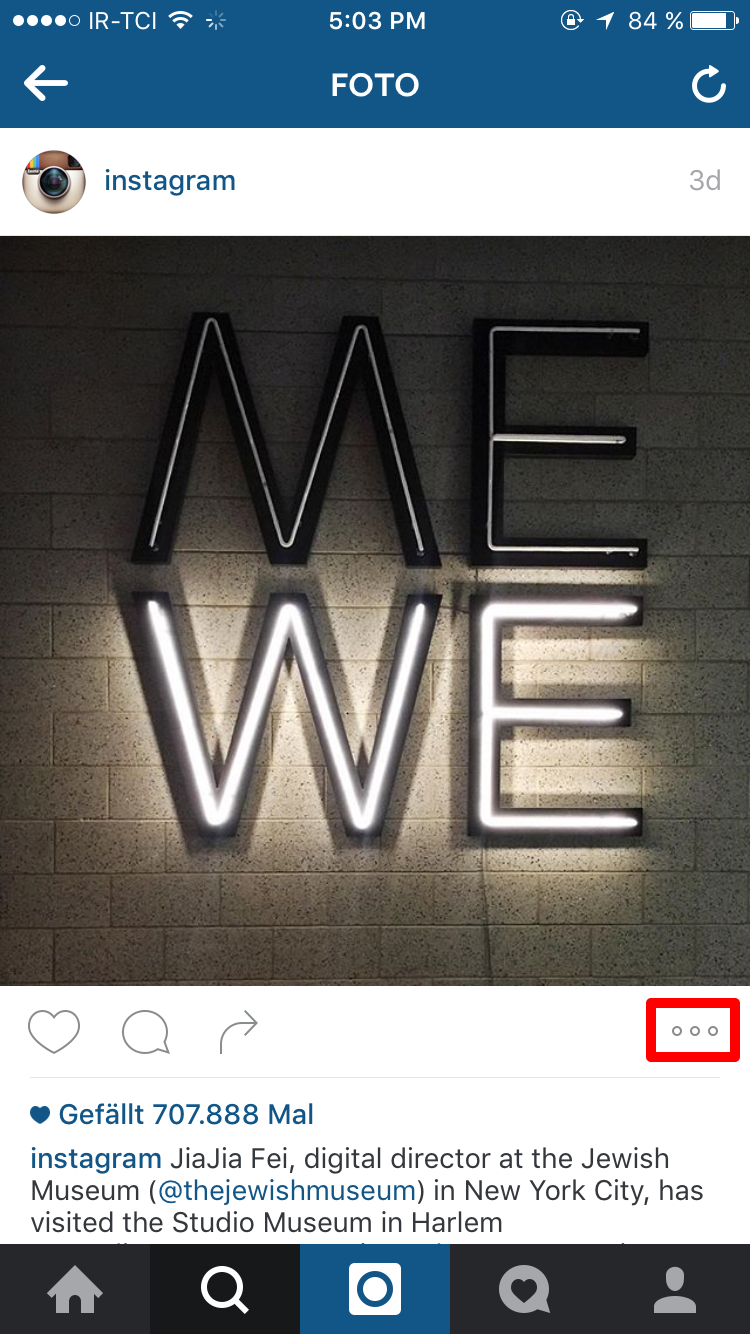 IR-TCI 5:03 PM 84 %
FOTO
instagram 3d
ME
WE
Gefällt 707.888 Mal
instagram JiaJia Fei, digital director at the Jewish
Museum (@thejewishmuseum) in New York City, has
visited the Studio Museum in Harlem